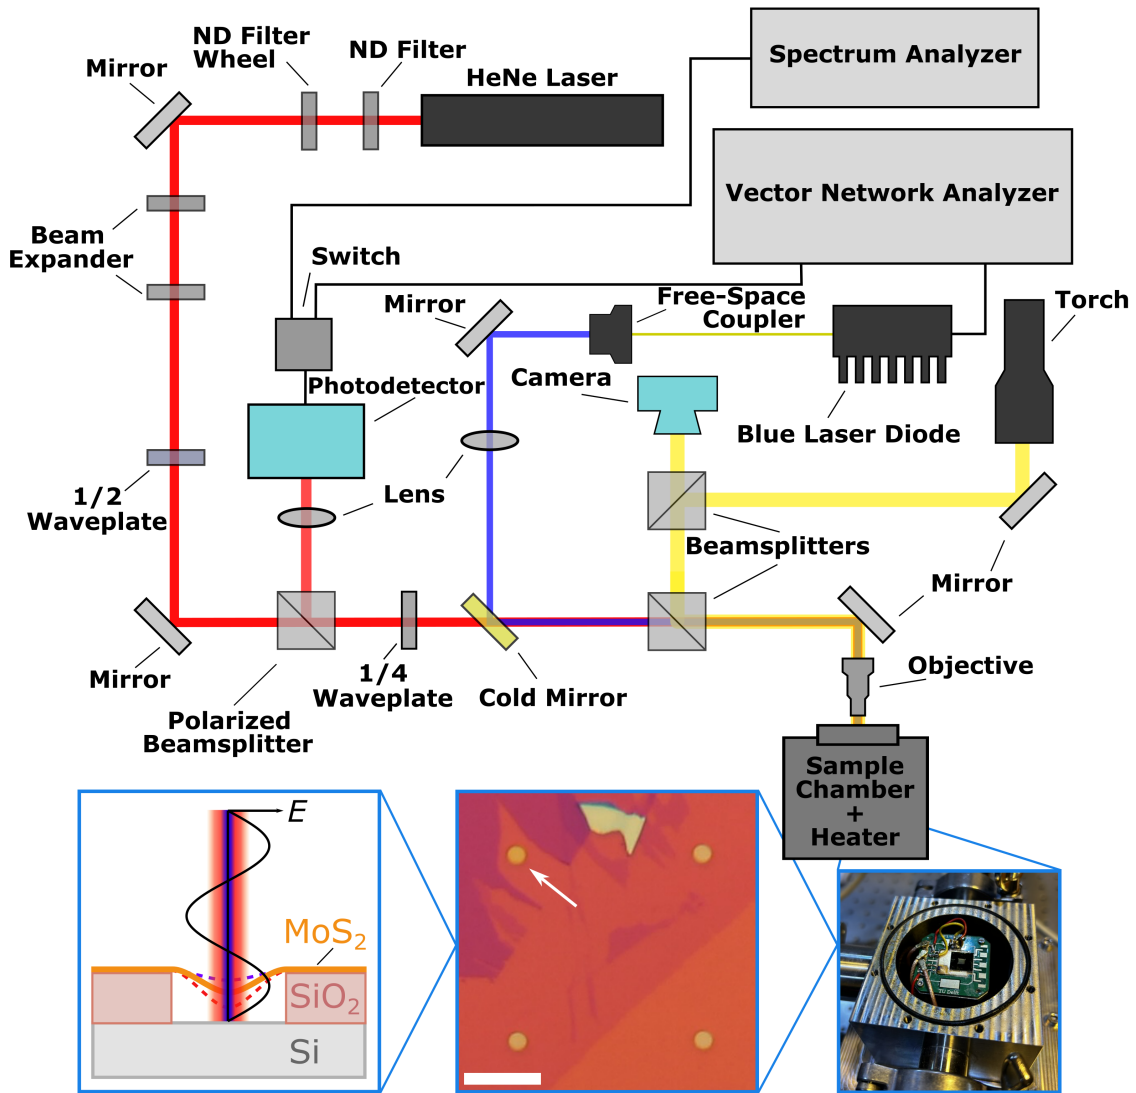 ND Filter
Wheel
ND Filter
Mirror
HeNe Laser
Spectrum Analyzer
Vector Network Analyzer
Beam
Expander
Switch
Mirror
Free-Space
Coupler
Torch
Photodetector
Camera
Blue Laser Diode
1/2
Waveplate
Lens
Beamsplitters
Mirror
Mirror
1/4
Waveplate
Cold Mirror
Objective
Polarized
Beamsplitter
Sample
Chamber
+
Heater
E
MoS₂
SiO₂
Si
TU Delft